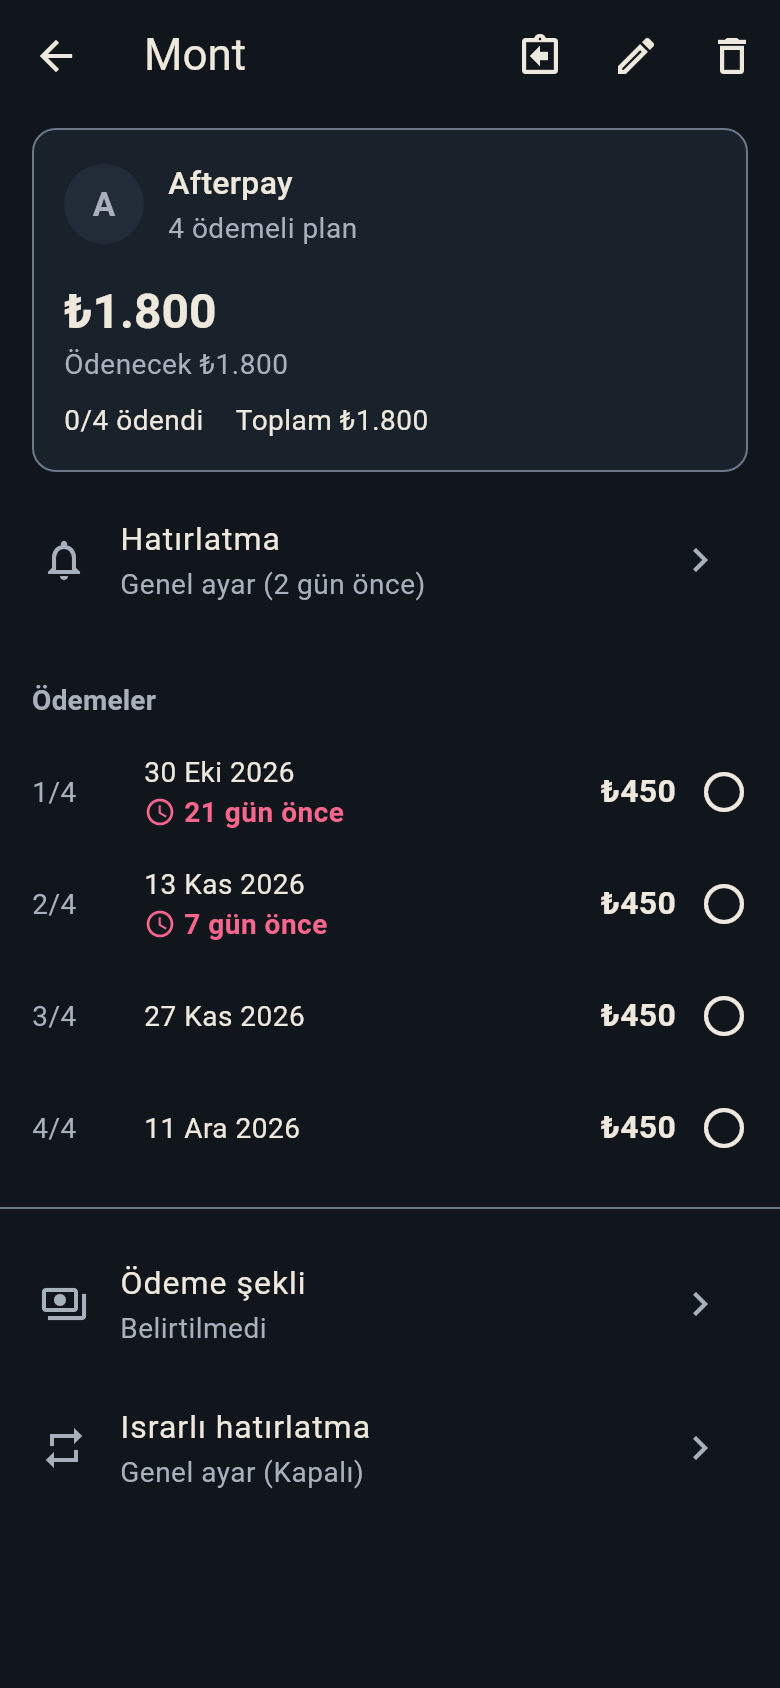 Mont
A
Afterpay
4 ödemeli plan
₺1.800
Ödenecek ₺1.800
0/4 ödendi Toplam ₺1.800
Hatırlatma
Genel ayar (2 gün önce)
Ödemeler
1/4 30 Eki 2026 ₺450
21 gün önce
2/4 13 Kas 2026 ₺450
7 gün önce
3/4 27 Kas 2026 ₺450
4/4 11 Ara 2026 ₺450
Ödeme şekli
Belirtilmedi
Israrlı hatırlatma
Genel ayar (Kapalı)